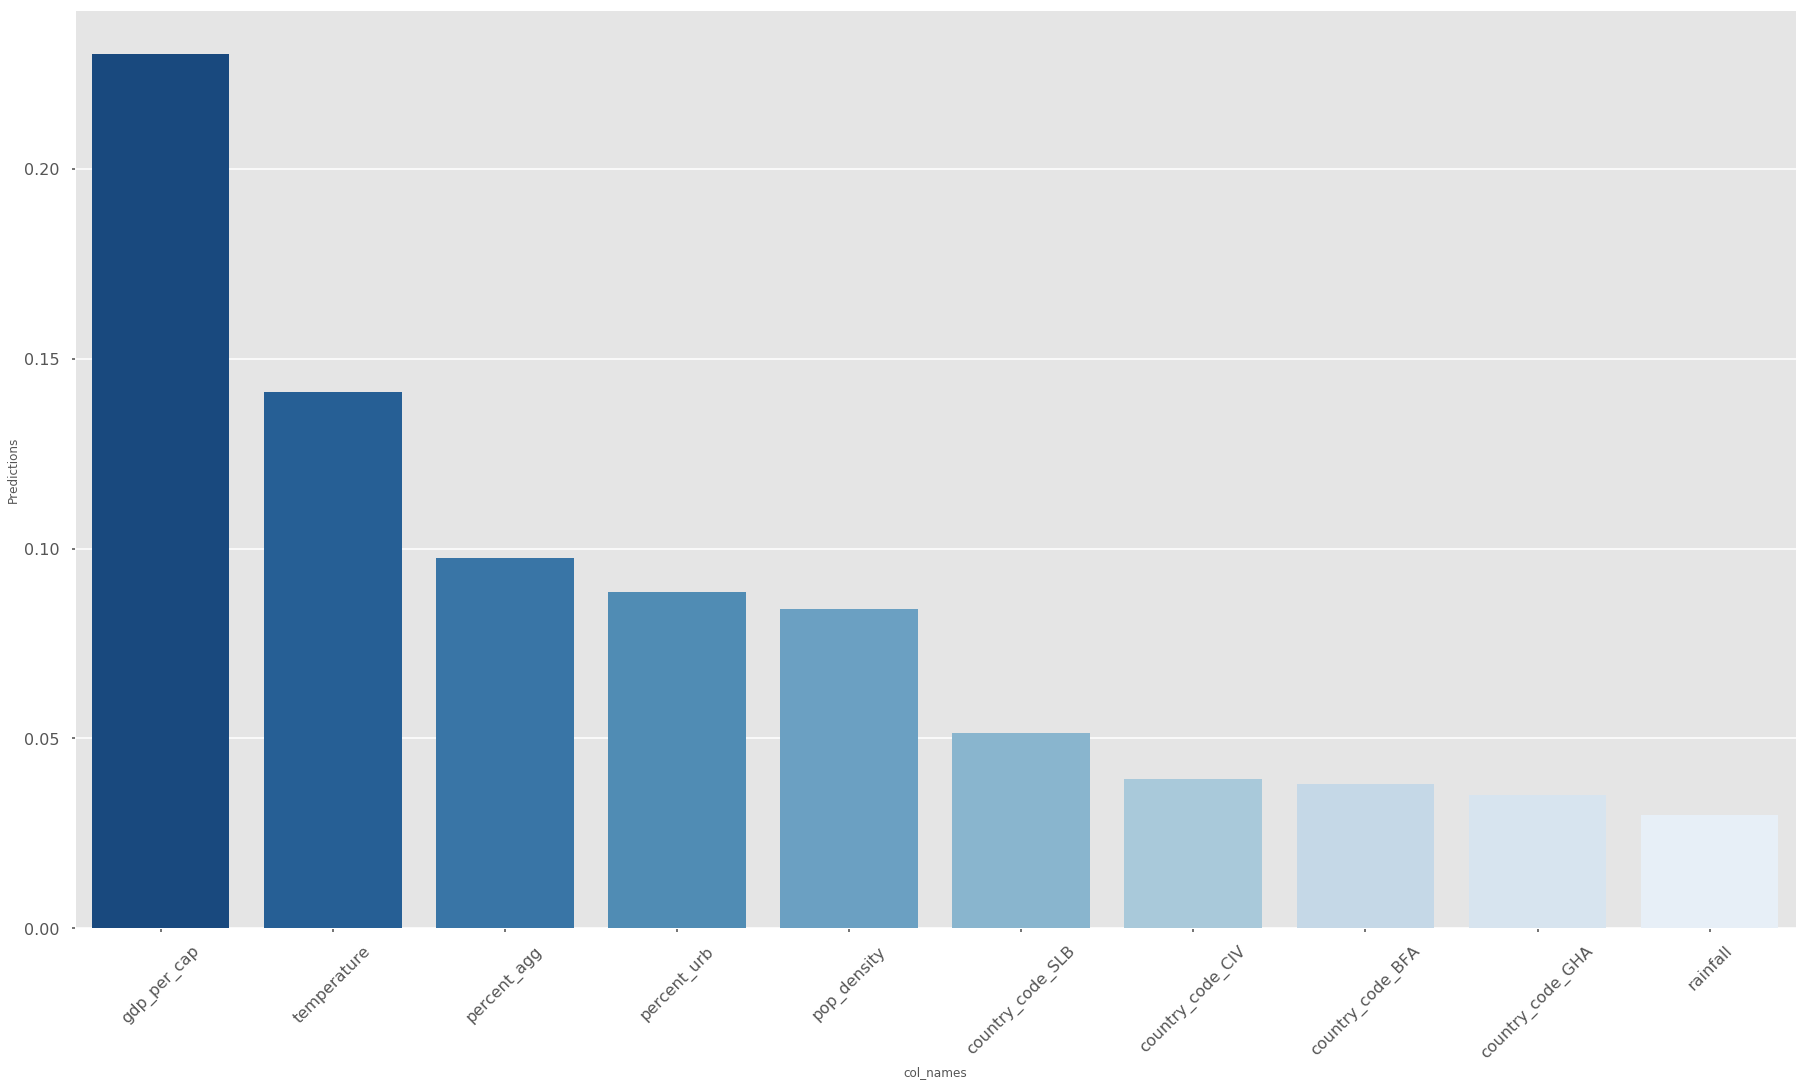 0.20
0.15
0.10
0.05
0.00
Predictions
gdp_per_cap
temperature
percent_agg
percent_urb
pop_density
country_code_SLB
country_code_CIV
country_code_BFA
country_code_GHA
rainfall
col_names